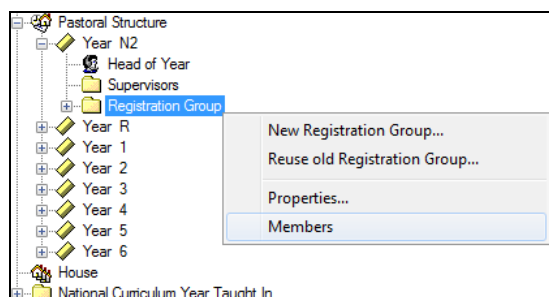 Pastoral Structure
Year N2
Head of Year
Supervisors
Registration Group
New Registration Group...
Reuse old Registration Group...
Properties...
Members
Year R
Year 1
Year 2
Year 3
Year 4
Year 5
Year 6
House
National Curriculum Year Taught In